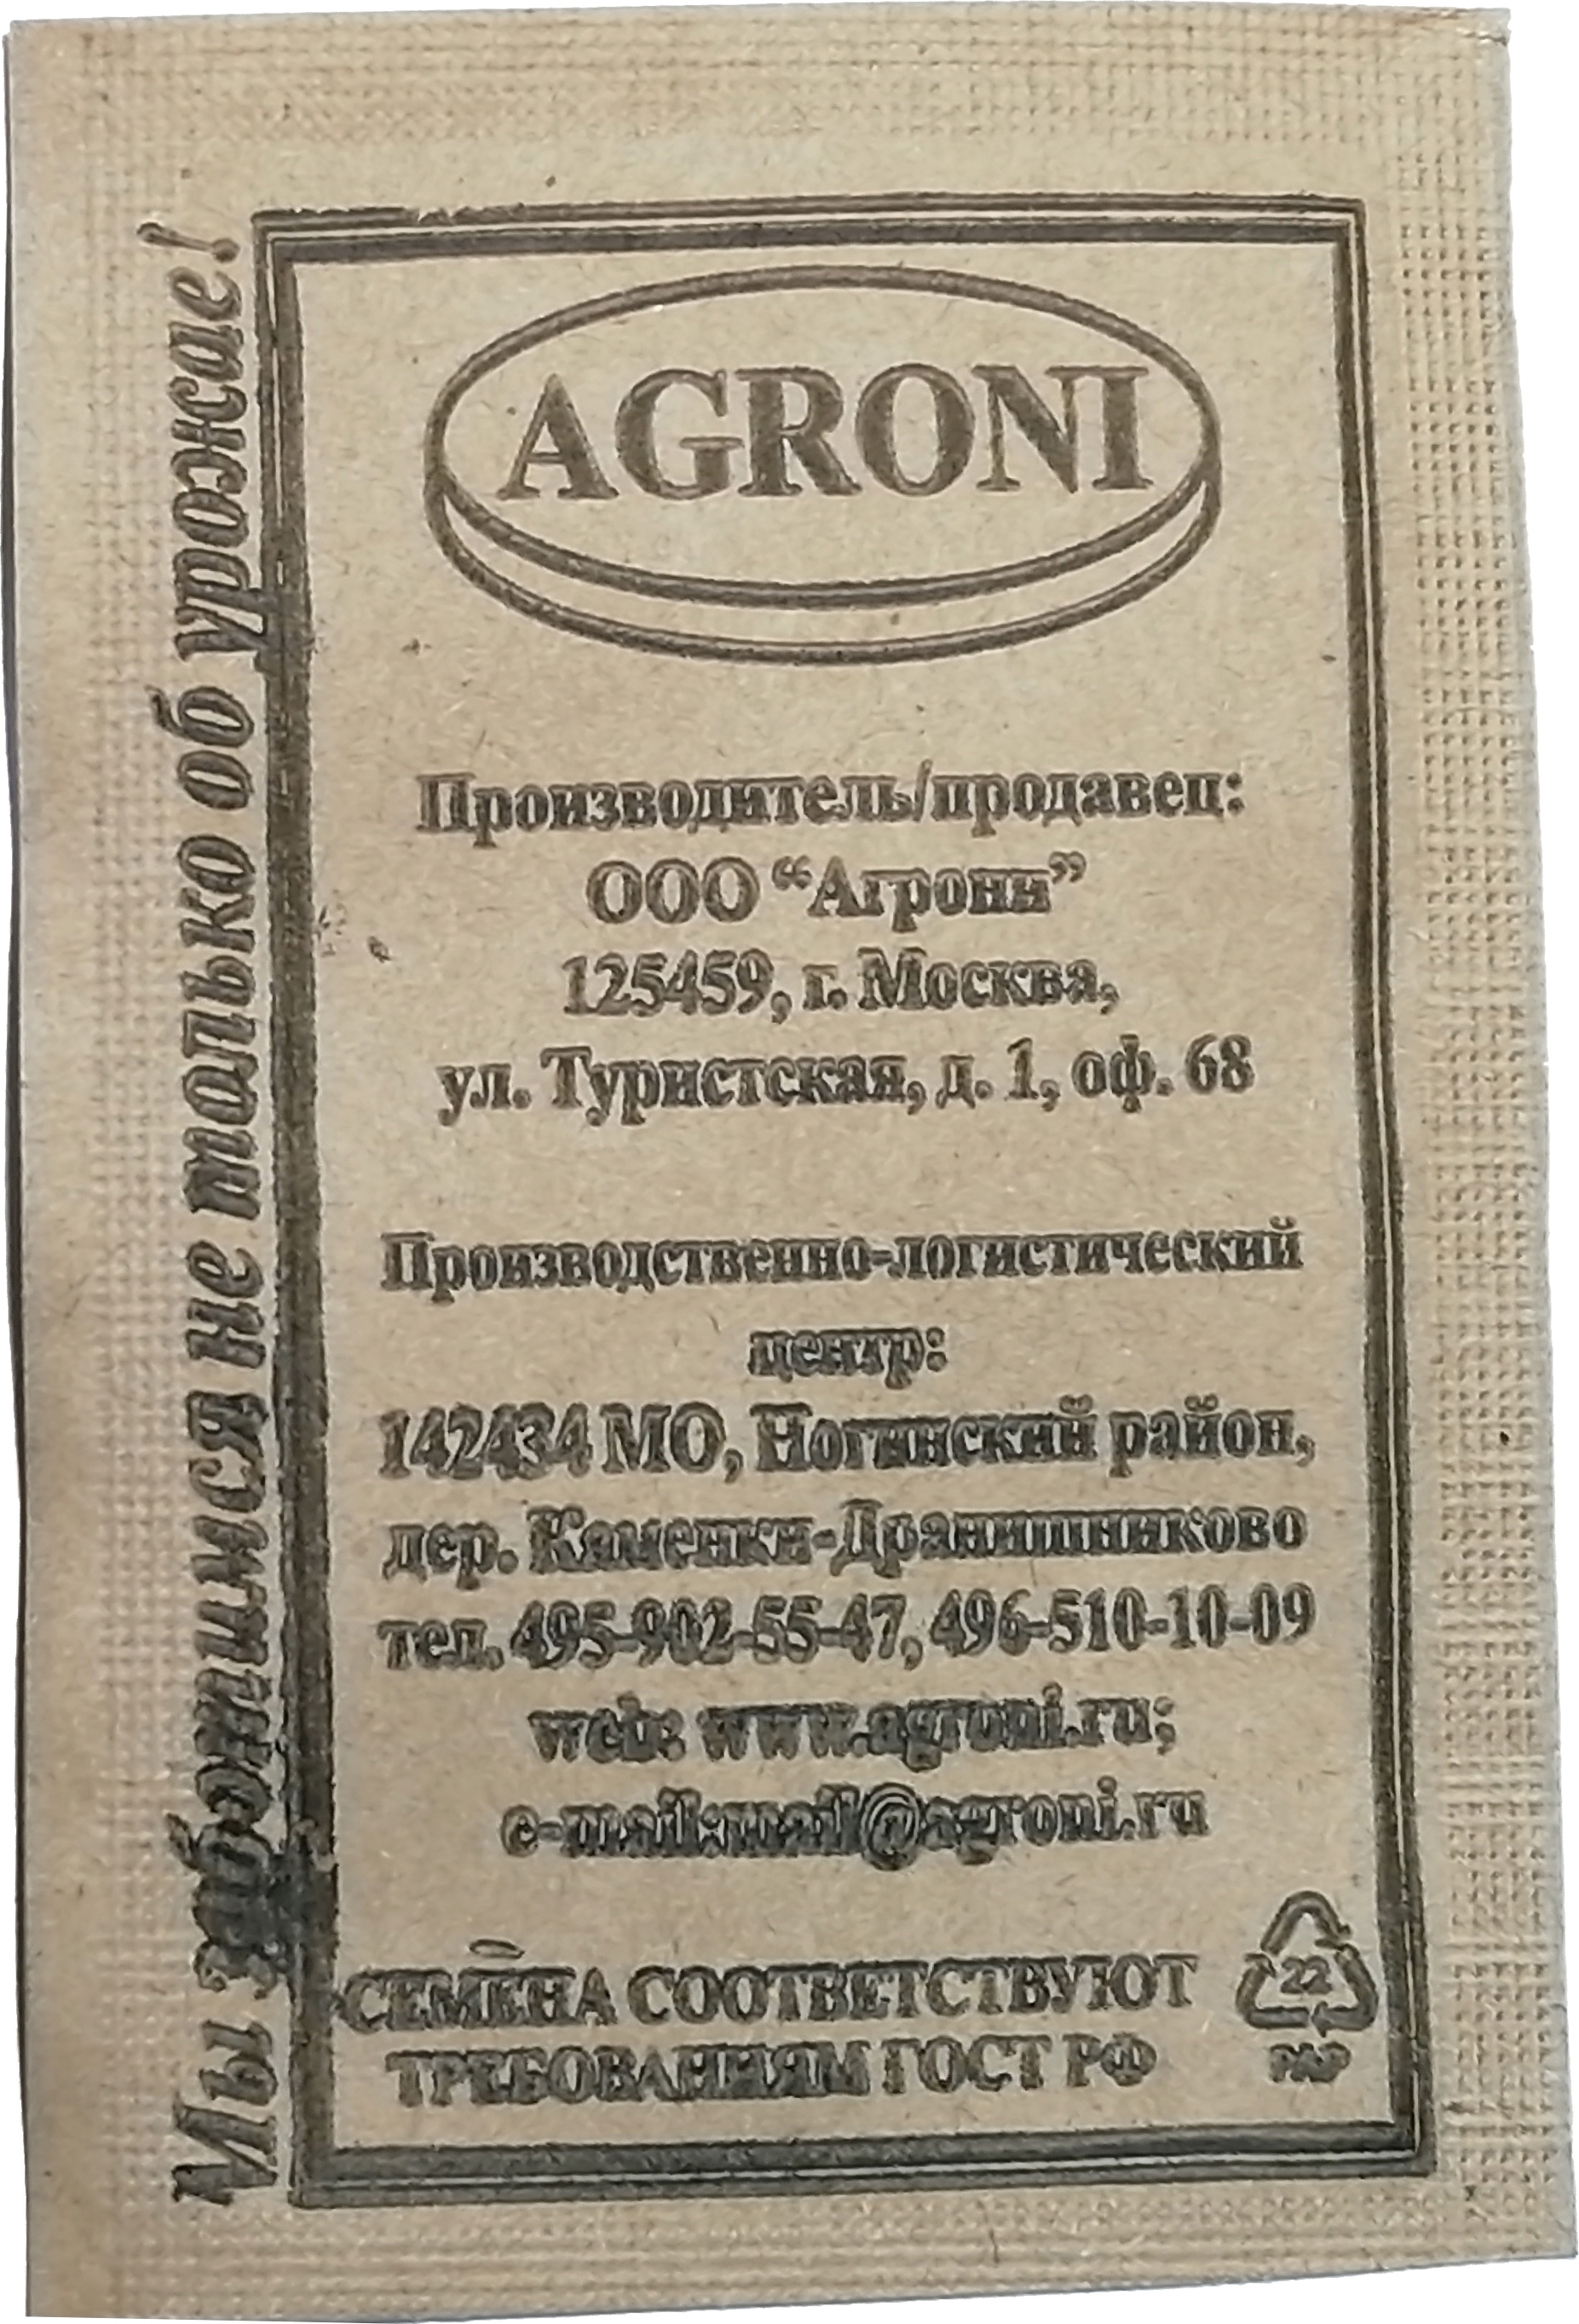 Мы заботимся не только об урожае!
AGRONI
Производитель/продавец:
ООО “Агрони”
125459, г. Москва,
ул. Туристская, д. 1, оф. 68
Производственно-логистический
центр:
142434 МО, Ногинский район,
дер. Каменки-Дранишниково
тел. 495-902-55-47, 496-510-10-09
web: www.agroni.ru;
e-mail:mail@agroni.ru
СЕМЕНА СООТВЕТСТВУЮТ
ТРЕБОВАНИЯМ ГОСТ РФ
22
PAP